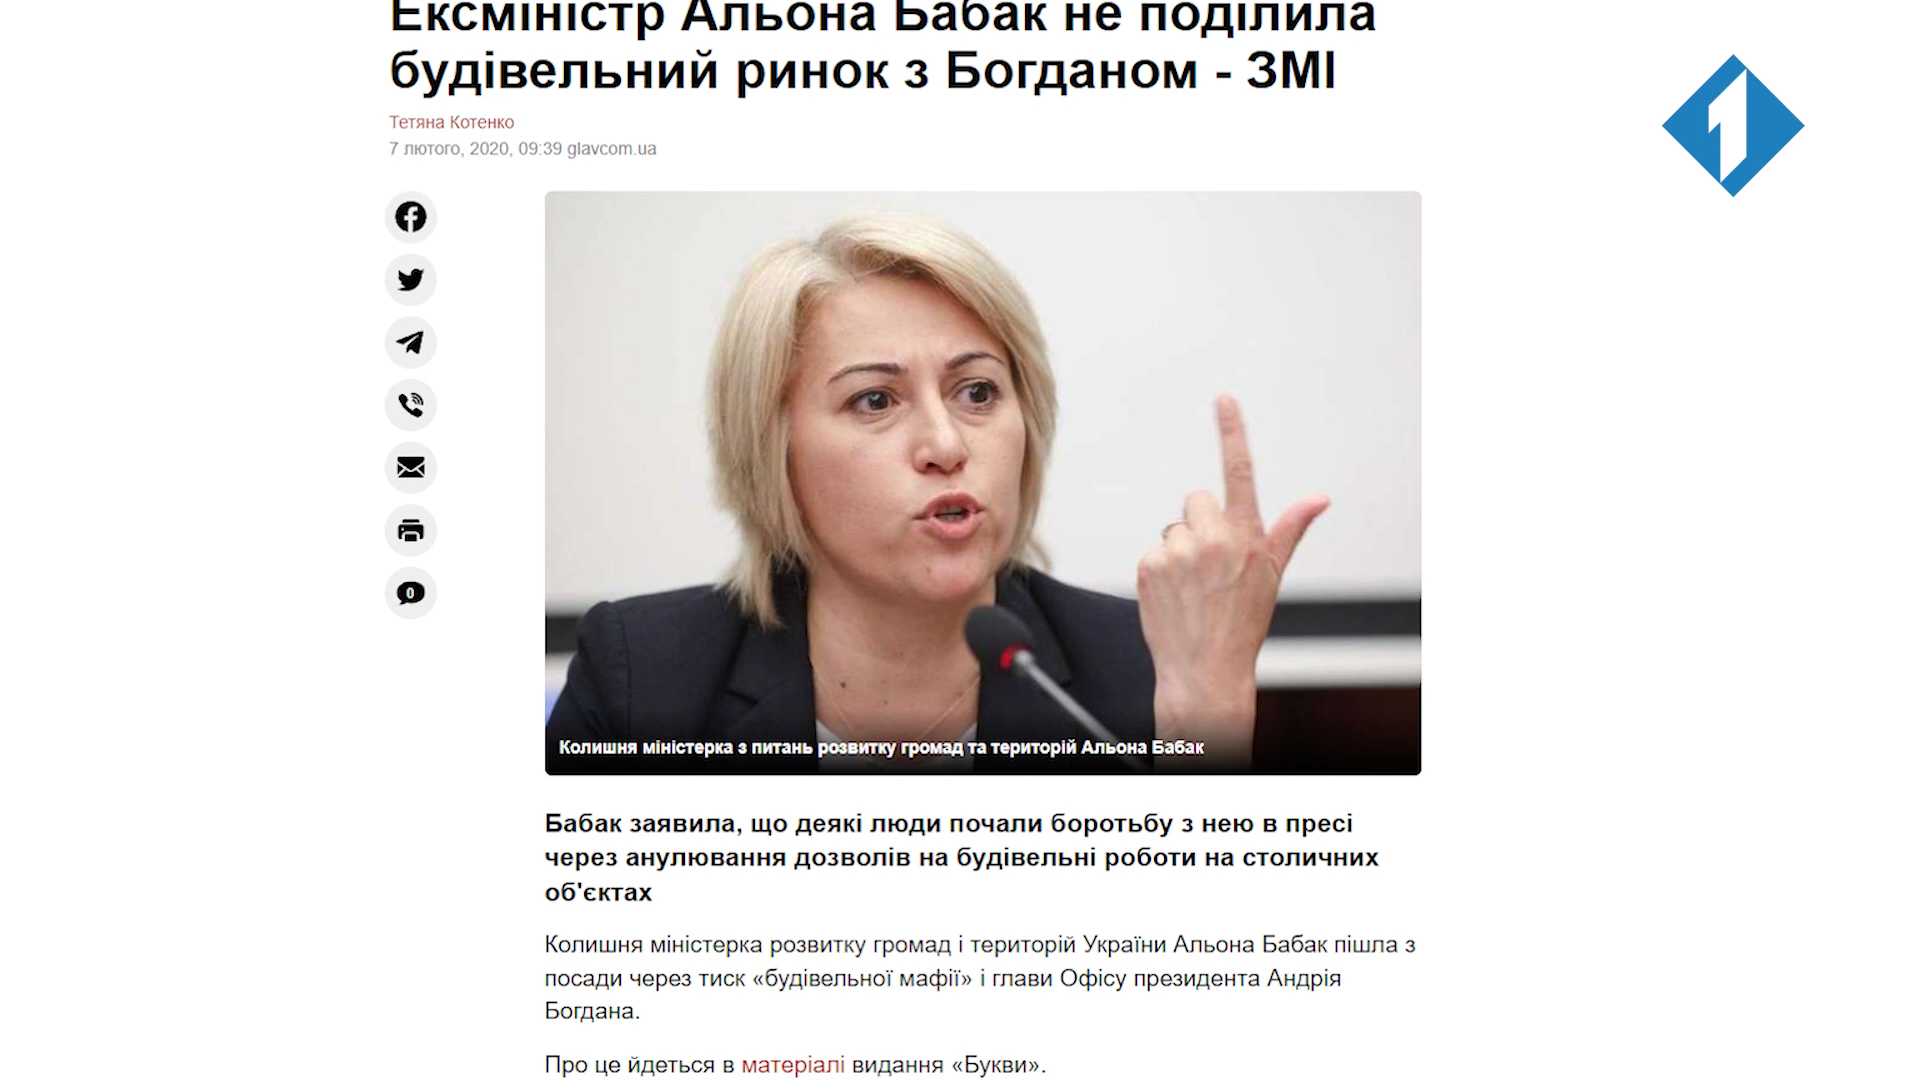 Ексміністр Альона Бабак не поділила
будівельний ринок з Богданом - ЗМІ
Тетяна Котенко
7 лютого, 2020, 09:39 glavcom.ua
0
Колишня міністерка з питань розвитку громад та територій Альона Бабак
Бабак заявила, що деякі люди почали боротьбу з нею в пресі
через анулювання дозволів на будівельні роботи на столичних
об'єктах
Колишня міністерка розвитку громад і територій України Альона Бабак пішла з
посади через тиск «будівельної мафії» і глави Офісу президента Андрія
Богдана.
Про це йдеться в матеріалі видання «Букви».
1